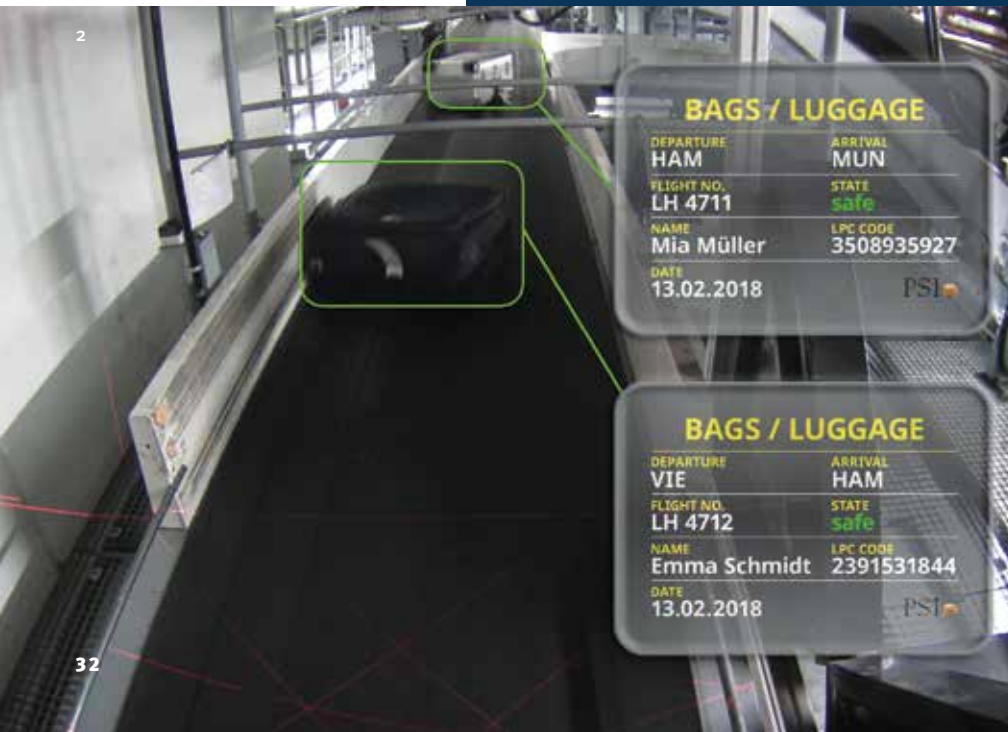 2
BAGS / LUGGAGE
DEPARTURE ARRIVAL
HAM MUN
FLIGHT NO. STATE
LH 4711 safe
NAME LPC CODE
Mia Müller 3508935927
DATE
13.02.2018 PSI
BAGS / LUGGAGE
DEPARTURE ARRIVAL
VIE HAM
FLIGHT NO. STATE
LH 4712 safe
NAME LPC CODE
Emma Schmidt 2391531844
DATE
13.02.2018 PSI
32